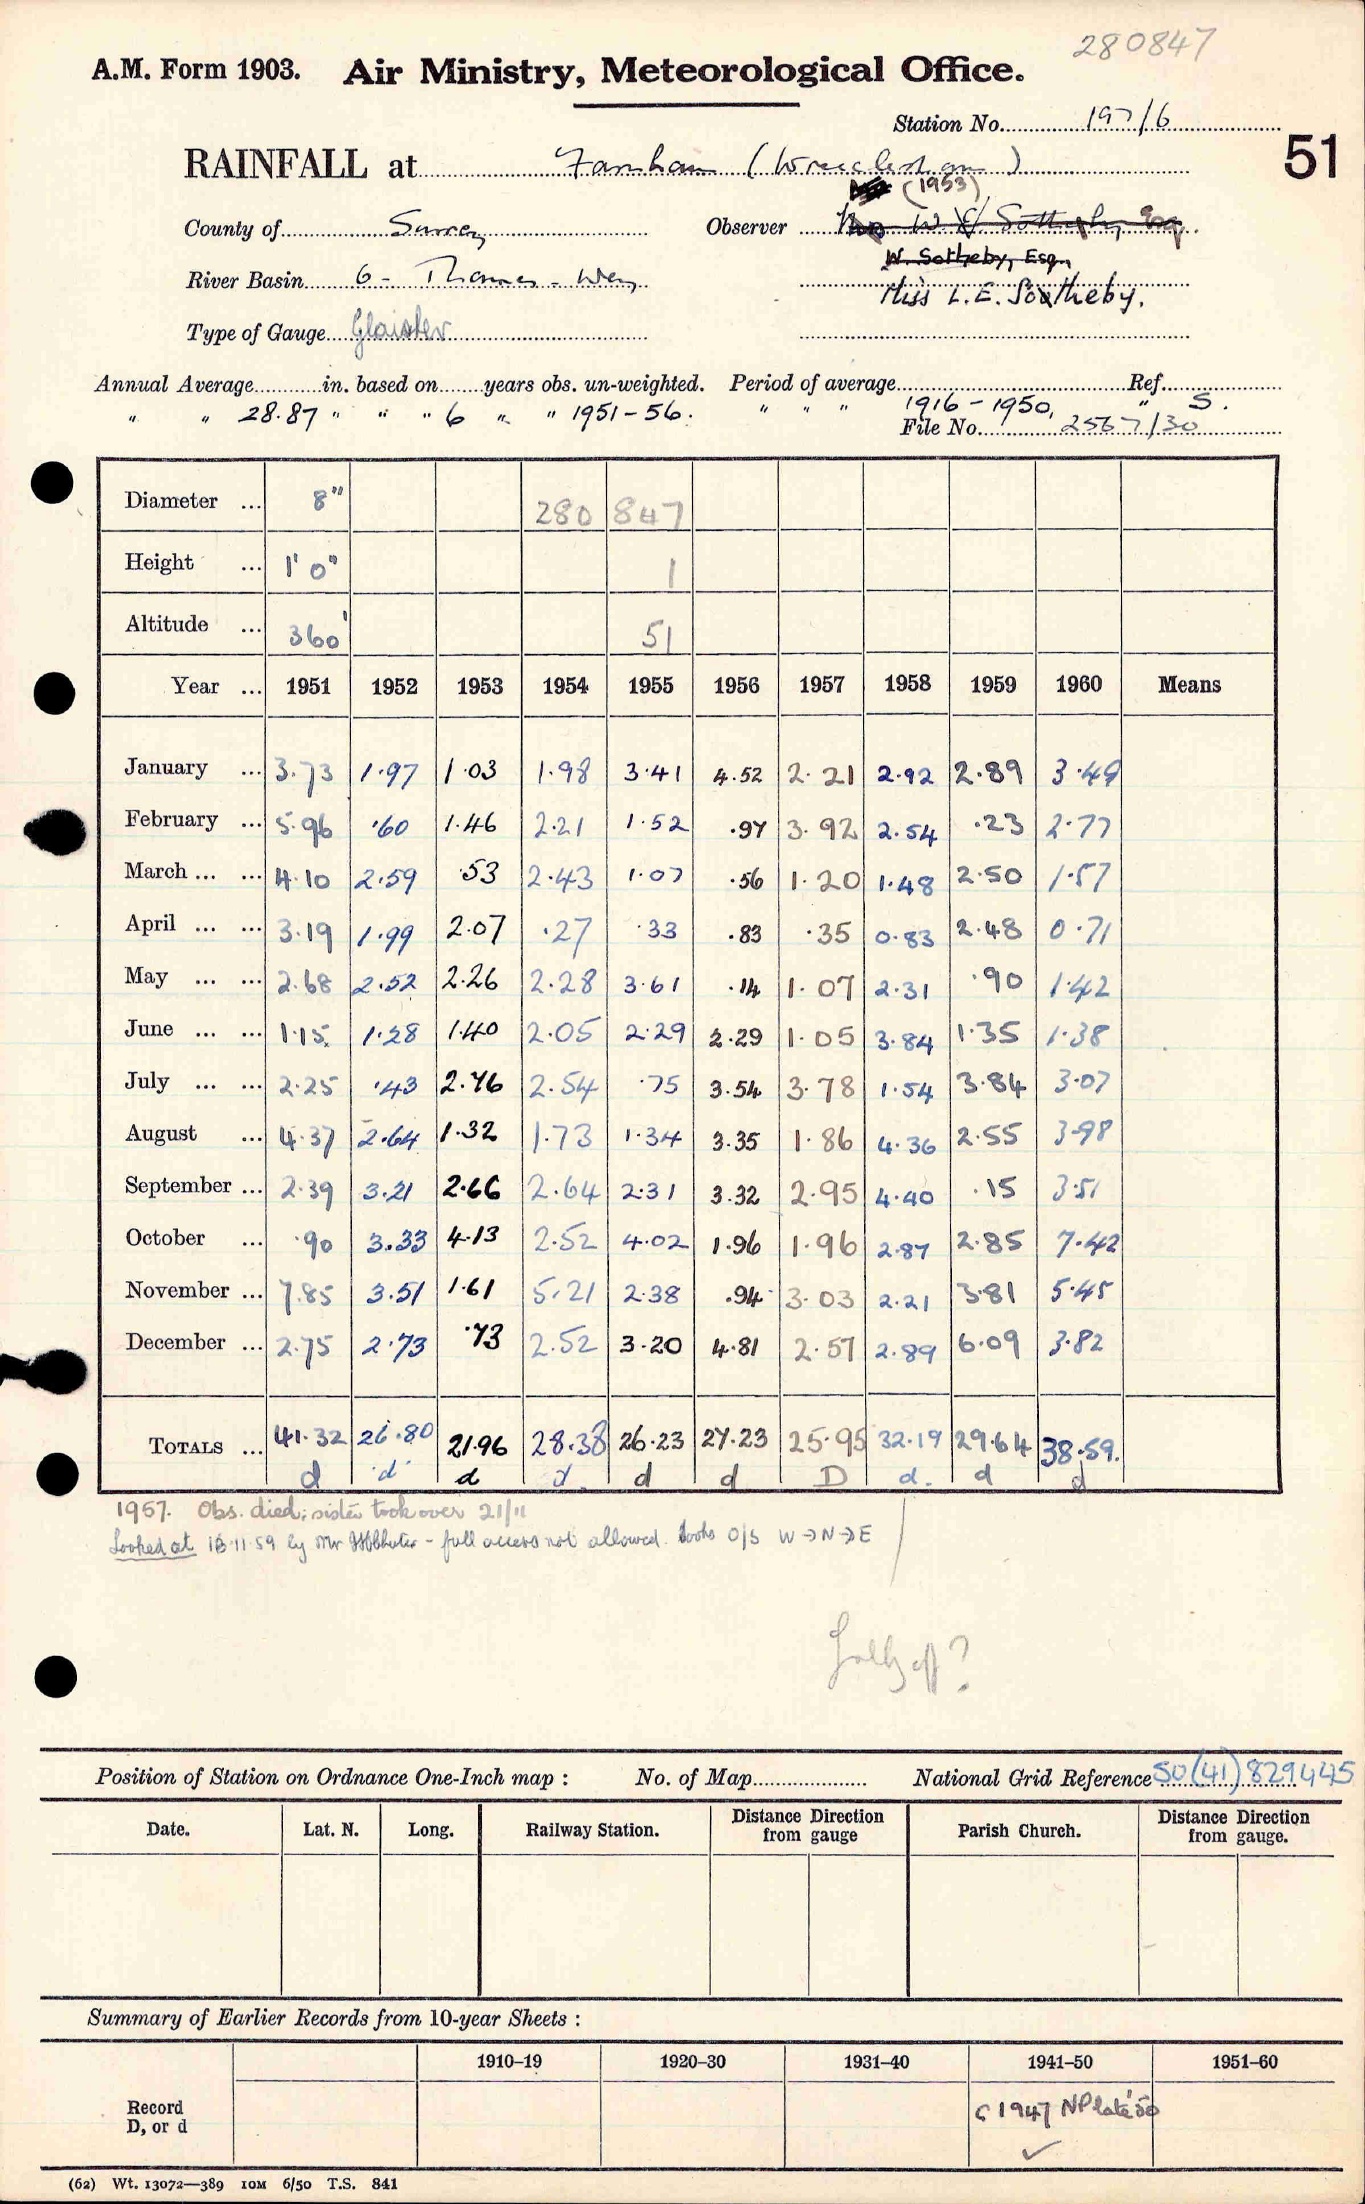 280847
A.M. Form 1903. Air Ministry, Meteorological Office.
Station No. 197/6
51
RAINFALL at Farnham (Wrecclesham)
(1953)
County of Surrey Observer W Sotheby Esq.
W. Sotheby, Esq.,
River Basin 6 - Thames - Wey
Miss L. E. Sotheby.
Type of Gauge Glaisher
Annual Average in. based on years obs. un-weighted. Period of average Ref.
" " 28.87 " " " 6 " " 1951-56. " " " 1916-1950, " S.
File No. 2567/30
Diameter ... 8" 280 847
Height ... 1' 0" 1
Altitude ... 360' 51
Year ... 1951 1952 1953 1954 1955 1956 1957 1958 1959 1960 Means
January ... 3.73 1.97 1.03 1.98 3.41 4.52 2.21 2.92 2.89 3.49
February ... 5.96 .60 1.46 2.21 1.52 .97 3.92 2.54 .23 2.77
March ... ... 4.10 2.59 .53 2.43 1.07 .56 1.20 1.48 2.50 1.57
April ... ... 3.19 1.99 2.07 .27 .33 .83 .35 0.83 2.48 0.71
May ... ... 2.68 2.52 2.26 2.28 3.61 .14 1.07 2.31 .90 1.42
June ... ... 1.15 1.28 1.40 2.05 2.29 2.29 1.05 3.84 1.35 1.38
July ... ... 2.25 .43 2.76 2.54 .75 3.54 3.78 1.54 3.84 3.07
August ... 4.37 2.64 1.32 1.73 1.34 3.35 1.86 4.36 2.55 3.98
September ... 2.39 3.21 2.66 2.64 2.31 3.32 2.95 4.40 .15 3.51
October ... .90 3.33 4.13 2.52 4.02 1.96 1.96 2.87 2.85 7.42
November ... 7.85 3.51 1.61 5.21 2.38 .94 3.03 2.21 3.81 5.45
December ... 2.75 2.73 .73 2.52 3.20 4.81 2.57 2.89 6.09 3.82
TOTALS ... 41.32 26.80 21.96 28.38 26.23 27.23 25.95 32.19 29.64 38.59.
d d d d d d D d. d d
1957. Obs. died; sister took over 21/11
Looked at 18.11.59 by Mr - full access not allowed. Looks O/S W→N→E
off?
Position of Station on Ordnance One-Inch map : No. of Map National Grid Reference SU(41)829445
Date. Lat. N. Long. Railway Station. Distance Direction from gauge Parish Church. Distance Direction from gauge.
Summary of Earlier Records from 10-year Sheets :
1910–19 1920–30 1931–40 1941–50 1951–60
Record
D, or d
c 1947 NP late '50
✓
(62) Wt. 13072—389 10M 6/50 T.S. 841